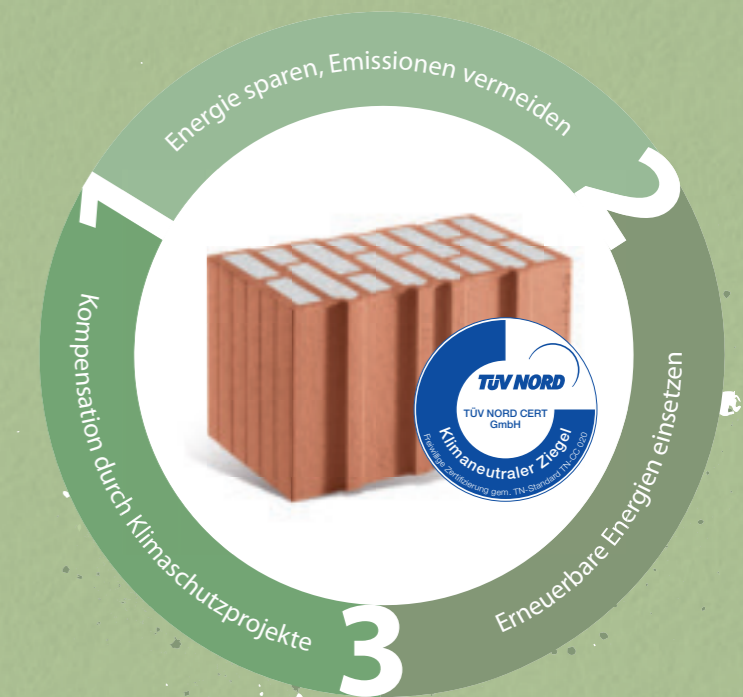 1
Energie sparen, Emissionen vermeiden
2
Erneuerbare Energien einsetzen
3
Kompensation durch Klimaschutzprojekte
TÜV NORD
TÜV NORD CERT
GmbH
Klimaneutraler Ziegel
Freiwillige Zertifizierung gem. TN-Standard TN-CC 020